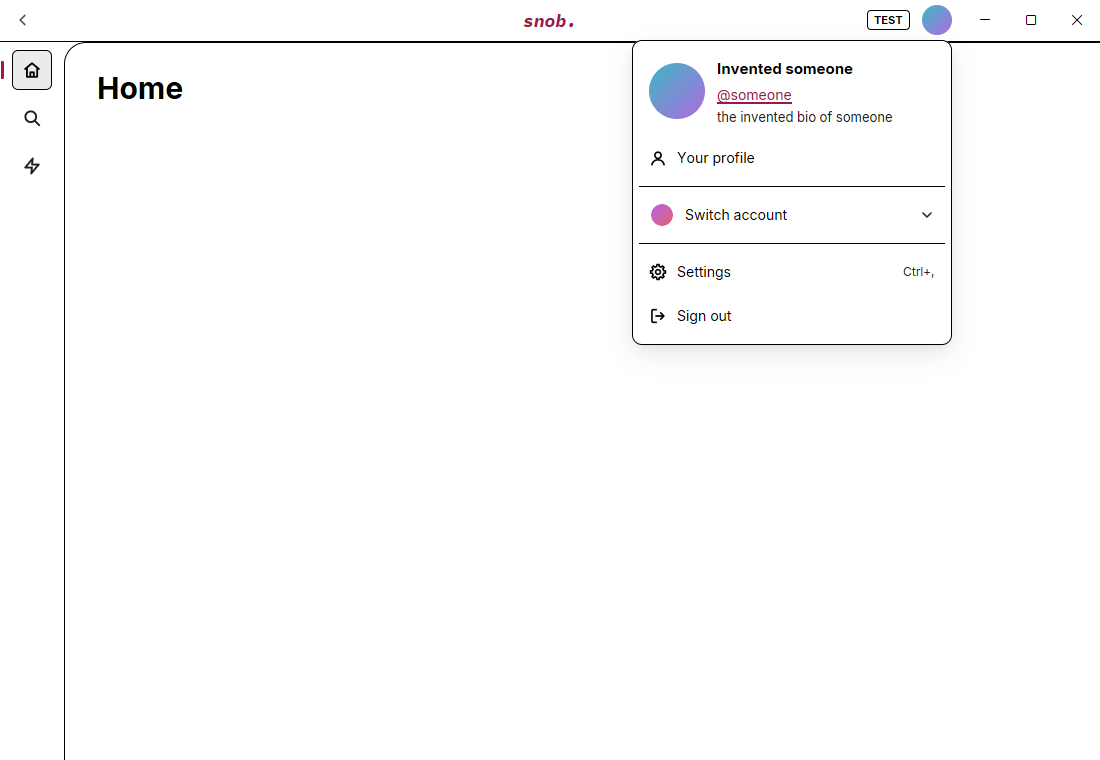 snob.
TEST
Home
Invented someone
@someone
the invented bio of someone
Your profile
Switch account
Settings
Ctrl+,
Sign out